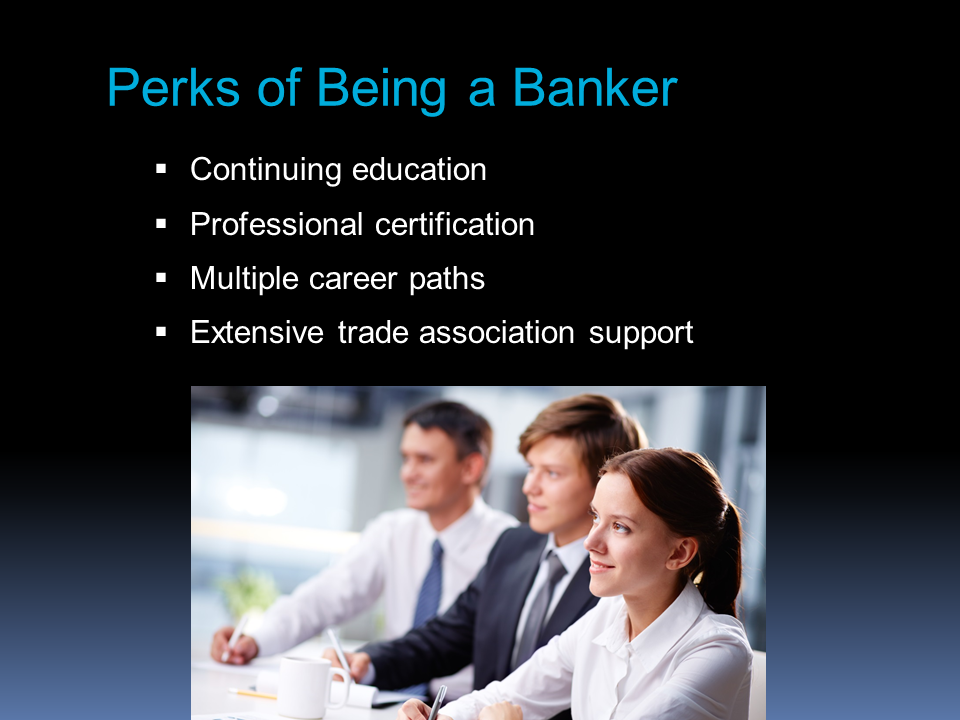 Perks of Being a Banker
▪ Continuing education
▪ Professional certification
▪ Multiple career paths
▪ Extensive trade association support